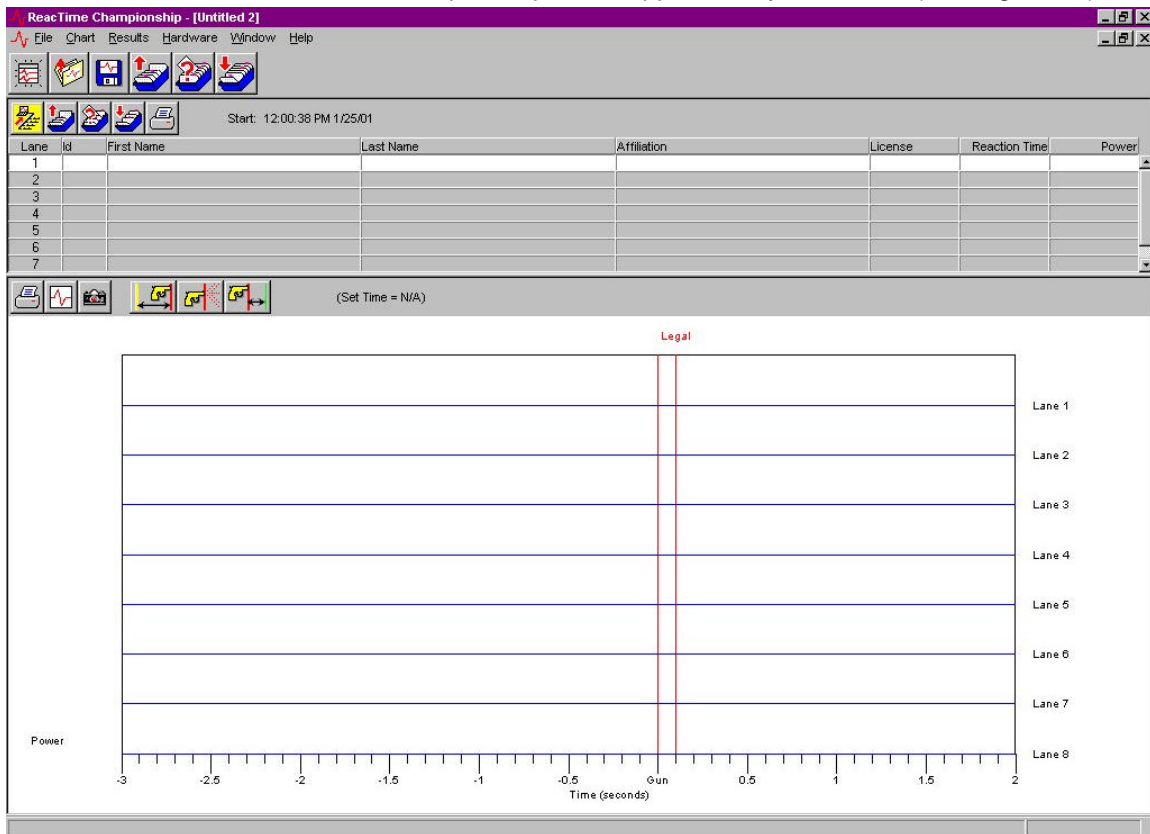 ReacTime Championship - [Untitled 2]
File Chart Results Hardware Window Help
Start: 12:00:38 PM 1/25/01
Lane Id First Name Last Name Affiliation License Reaction Time Power
1
2
3
4
5
6
7
(Set Time = N/A)
Legal
Lane 1
Lane 2
Lane 3
Lane 4
Lane 5
Lane 6
Lane 7
Power
Lane 8
-3 -2.5 -2 -1.5 -1 -0.5 Gun 0.5 1 1.5 2
Time (seconds)